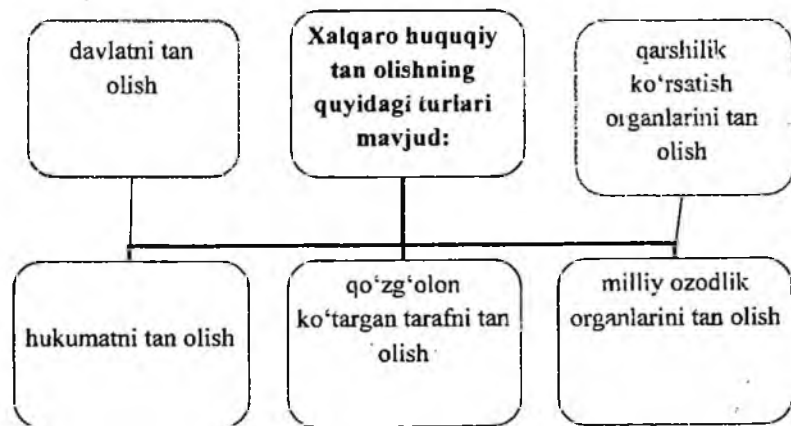 davlatni tan
olish
Xalqaro huquqiy
tan olishning
quyidagi turlari
mavjud:
qarshilik
ko‘rsatish
organlarini tan
olish
hukumatni tan olish
qo‘zg‘olon
ko‘targan tarafni tan
olish
milliy ozodlik
organlarini tan olish